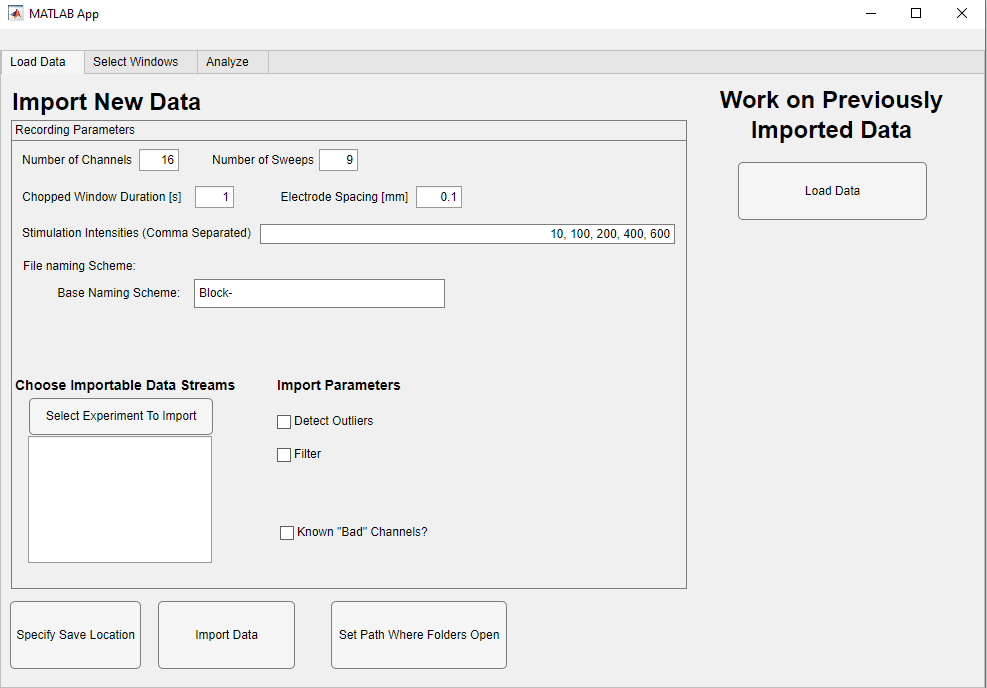 MATLAB App
Load Data
Select Windows
Analyze
Import New Data
Recording Parameters
Number of Channels 16
Number of Sweeps 9
Chopped Window Duration [s] 1
Electrode Spacing [mm] 0.1
Stimulation Intensities (Comma Separated) 10, 100, 200, 400, 600
File naming Scheme:
Base Naming Scheme: Block-
Choose Importable Data Streams
Select Experiment To Import
Import Parameters
Detect Outliers
Filter
Known "Bad" Channels?
Specify Save Location
Import Data
Set Path Where Folders Open
Work on Previously
Imported Data
Load Data